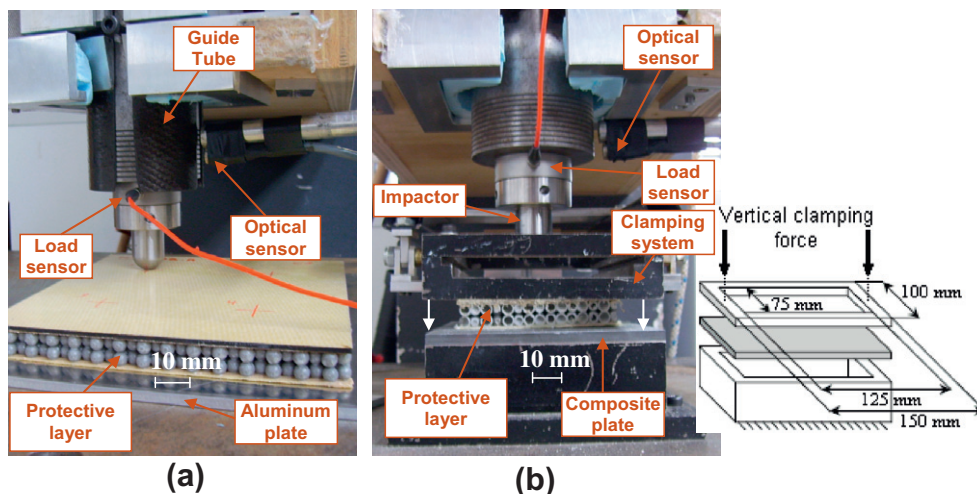 Guide
Tube
Load
sensor
Optical
sensor
10 mm
Protective
layer
Aluminum
plate
(a)
Optical
sensor
Load
sensor
Impactor
Clamping
system
10 mm
Protective
layer
Composite
plate
(b)
Vertical clamping
force
75 mm
100 mm
125 mm
150 mm